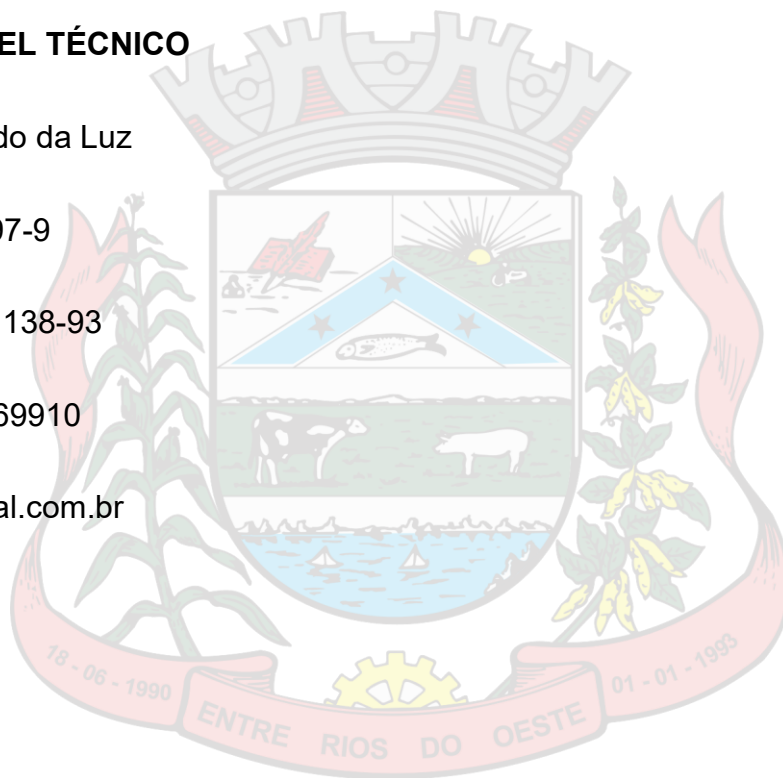 EL TÉCNICO
do da Luz
07-9
138-93
69910
al.com.br
18 - 06 - 1990
ENTRE RIOS DO OESTE
01 - 01 - 1993